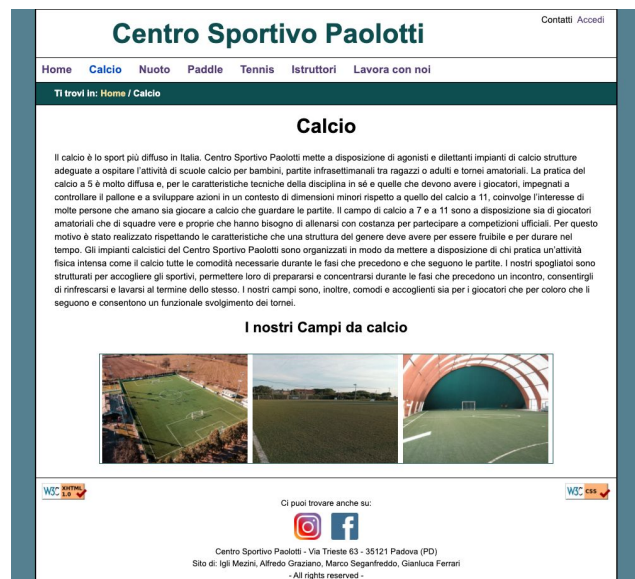 Centro Sportivo Paolotti
Contatti Accedi
Home Calcio Nuoto Paddle Tennis Istruttori Lavora con noi
Ti trovi in: Home / Calcio
Calcio
Il calcio è lo sport più diffuso in Italia. Centro Sportivo Paolotti mette a disposizione di agonisti e dilettanti impianti di calcio strutture
adeguate a ospitare l'attività di scuole calcio per bambini, partite infrasettimanali tra ragazzi o adulti e tornei amatoriali. La pratica del
calcio a 5 è molto diffusa e, per le caratteristiche tecniche della disciplina in sé e quelle che devono avere i giocatori, impegnati a
controllare il pallone e a sviluppare azioni in un contesto di dimensioni minori rispetto a quello del calcio a 11, coinvolge l'interesse di
molte persone che amano sia giocare a calcio che guardare le partite. Il campo di calcio a 7 e a 11 sono a disposizione sia di giocatori
amatoriali che di squadre vere e proprie che hanno bisogno di allenarsi con costanza per partecipare a competizioni ufficiali. Per questo
motivo è stato realizzato rispettando le caratteristiche che una struttura del genere deve avere per essere fruibile e per durare nel
tempo. Gli impianti calcistici del Centro Sportivo Paolotti sono organizzati in modo da mettere a disposizione di chi pratica un'attività
fisica intensa come il calcio tutte le comodità necessarie durante le fasi che precedono e che seguono le partite. I nostri spogliatoi sono
strutturati per accogliere gli sportivi, permettere loro di prepararsi e concentrarsi durante le fasi che precedono un incontro, consentirgli
di rinfrescarsi e lavarsi al termine dello stesso. I nostri campi sono, inoltre, comodi e accoglienti sia per i giocatori che per coloro che li
seguono e consentono un funzionale svolgimento dei tornei.
I nostri Campi da calcio
W3C XHTML 1.0
W3C css
Ci puoi trovare anche su:
Centro Sportivo Paolotti - Via Trieste 63 - 35121 Padova (PD)
Sito di: Igli Mezini, Alfredo Graziano, Marco Seganfreddo, Gianluca Ferrari
- All rights reserved -